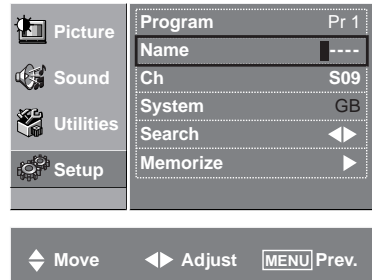 Picture
Sound
Utilities
Setup
Program Pr 1
Name ----
Ch S09
System GB
Search
Memorize
Move Adjust MENU Prev.